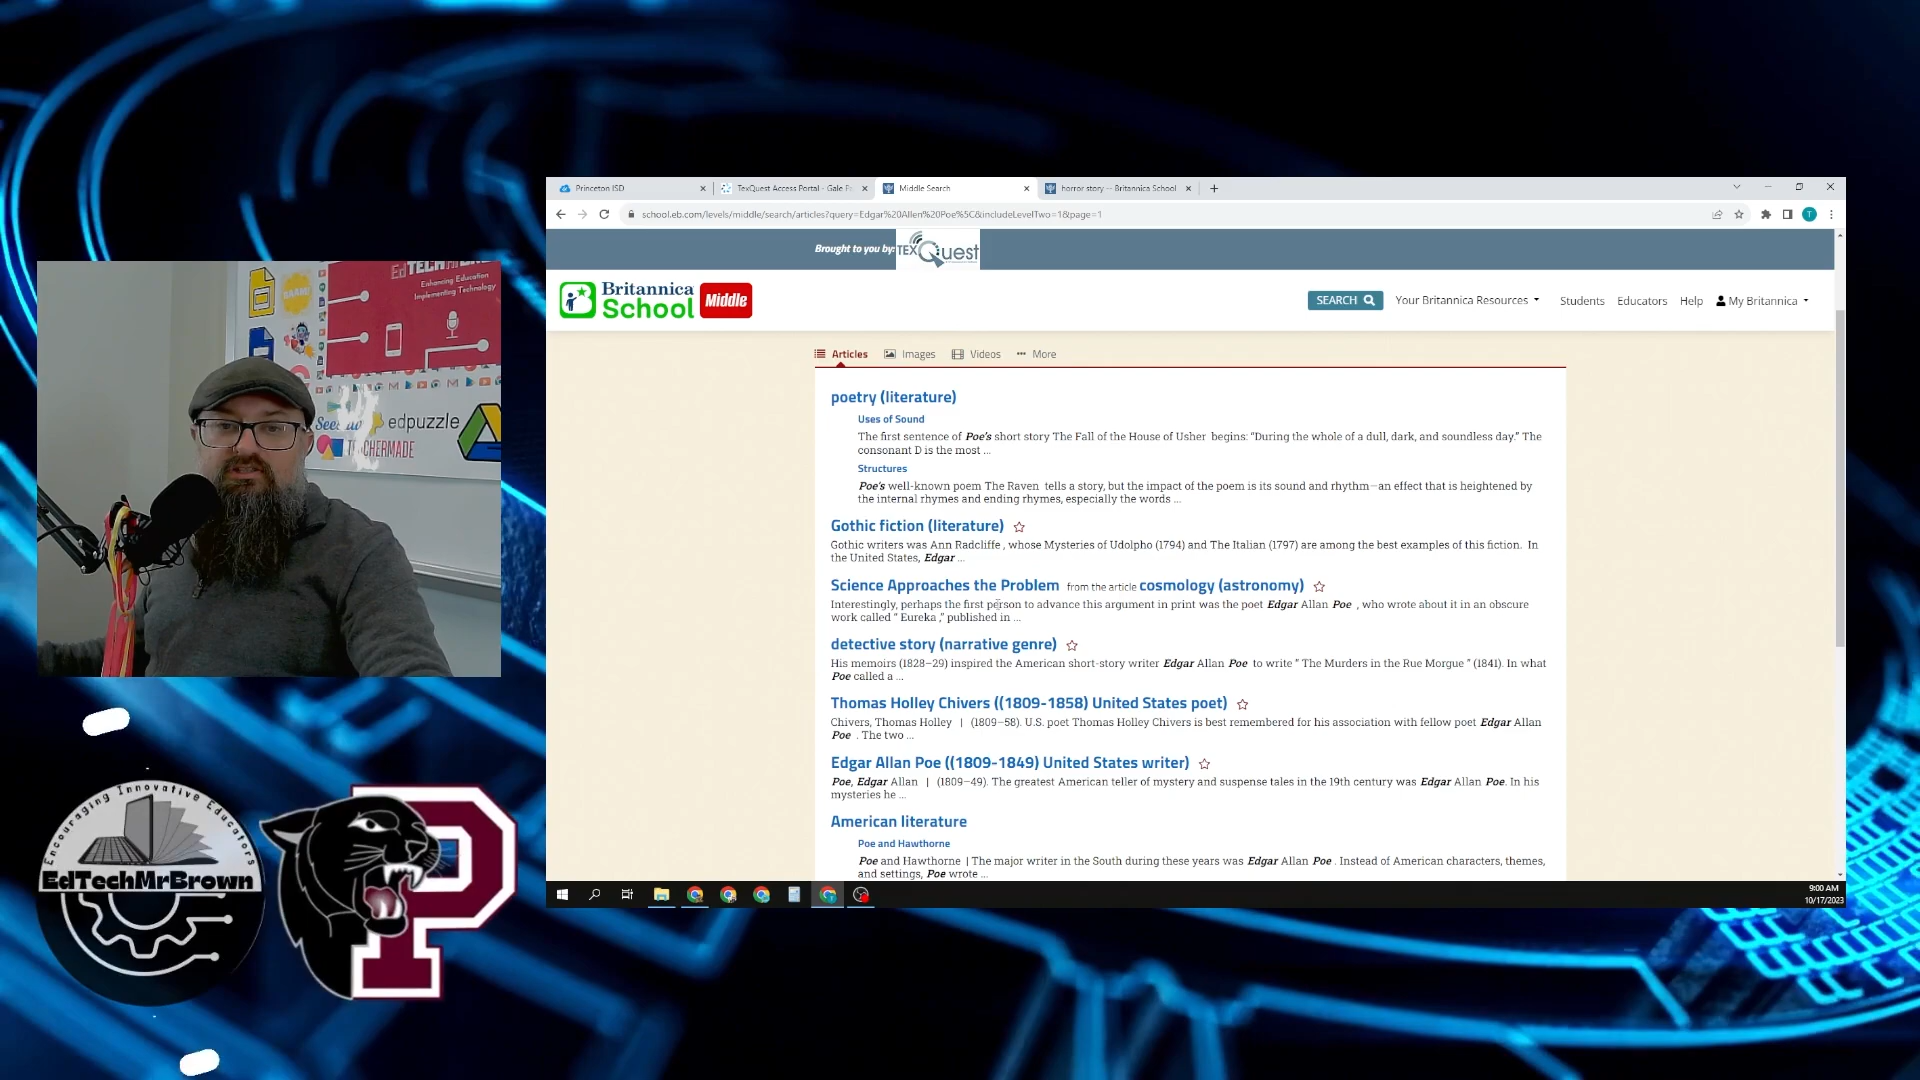 Princeton ISD
TexQuest Access Portal - Gale Pa
Middle Search
horror story -- Britannica School
school.eb.com/levels/middle/search/articles?query=Edgar%20Allen%20Poe%5C&includeLevelTwo=1&page=1
Brought to you by:
TEXQuest
Britannica
School
Middle
SEARCH
Your Britannica Resources
Students
Educators
Help
My Britannica
Articles
Images
Videos
More
poetry (literature)
Uses of Sound
The first sentence of Poe's short story The Fall of the House of Usher begins: “During the whole of a dull, dark, and soundless day.” The
consonant D is the most ...
Structures
Poe's well-known poem The Raven tells a story, but the impact of the poem is its sound and rhythm—an effect that is heightened by
the internal rhymes and ending rhymes, especially the words ...
Gothic fiction (literature)
Gothic writers was Ann Radcliffe , whose Mysteries of Udolpho (1794) and The Italian (1797) are among the best examples of this fiction. In
the United States, Edgar ...
Science Approaches the Problem from the article cosmology (astronomy)
Interestingly, perhaps the first person to advance this argument in print was the poet Edgar Allan Poe , who wrote about it in an obscure
work called “ Eureka ,” published in ...
detective story (narrative genre)
His memoirs (1828–29) inspired the American short-story writer Edgar Allan Poe to write “ The Murders in the Rue Morgue ” (1841). In what
Poe called a ...
Thomas Holley Chivers ((1809-1858) United States poet)
Chivers, Thomas Holley | (1809–58). U.S. poet Thomas Holley Chivers is best remembered for his association with fellow poet Edgar Allan
Poe . The two ...
Edgar Allan Poe ((1809-1849) United States writer)
Poe, Edgar Allan | (1809–49). The greatest American teller of mystery and suspense tales in the 19th century was Edgar Allan Poe. In his
mysteries he ...
American literature
Poe and Hawthorne
Poe and Hawthorne | The major writer in the South during these years was Edgar Allan Poe . Instead of American characters, themes,
and settings, Poe wrote ...
9:00 AM
10/17/2023
Enhancing Education
Implementing Technology
edpuzzle
Encouraging Innovative Educators
EdTechMrBrown
P